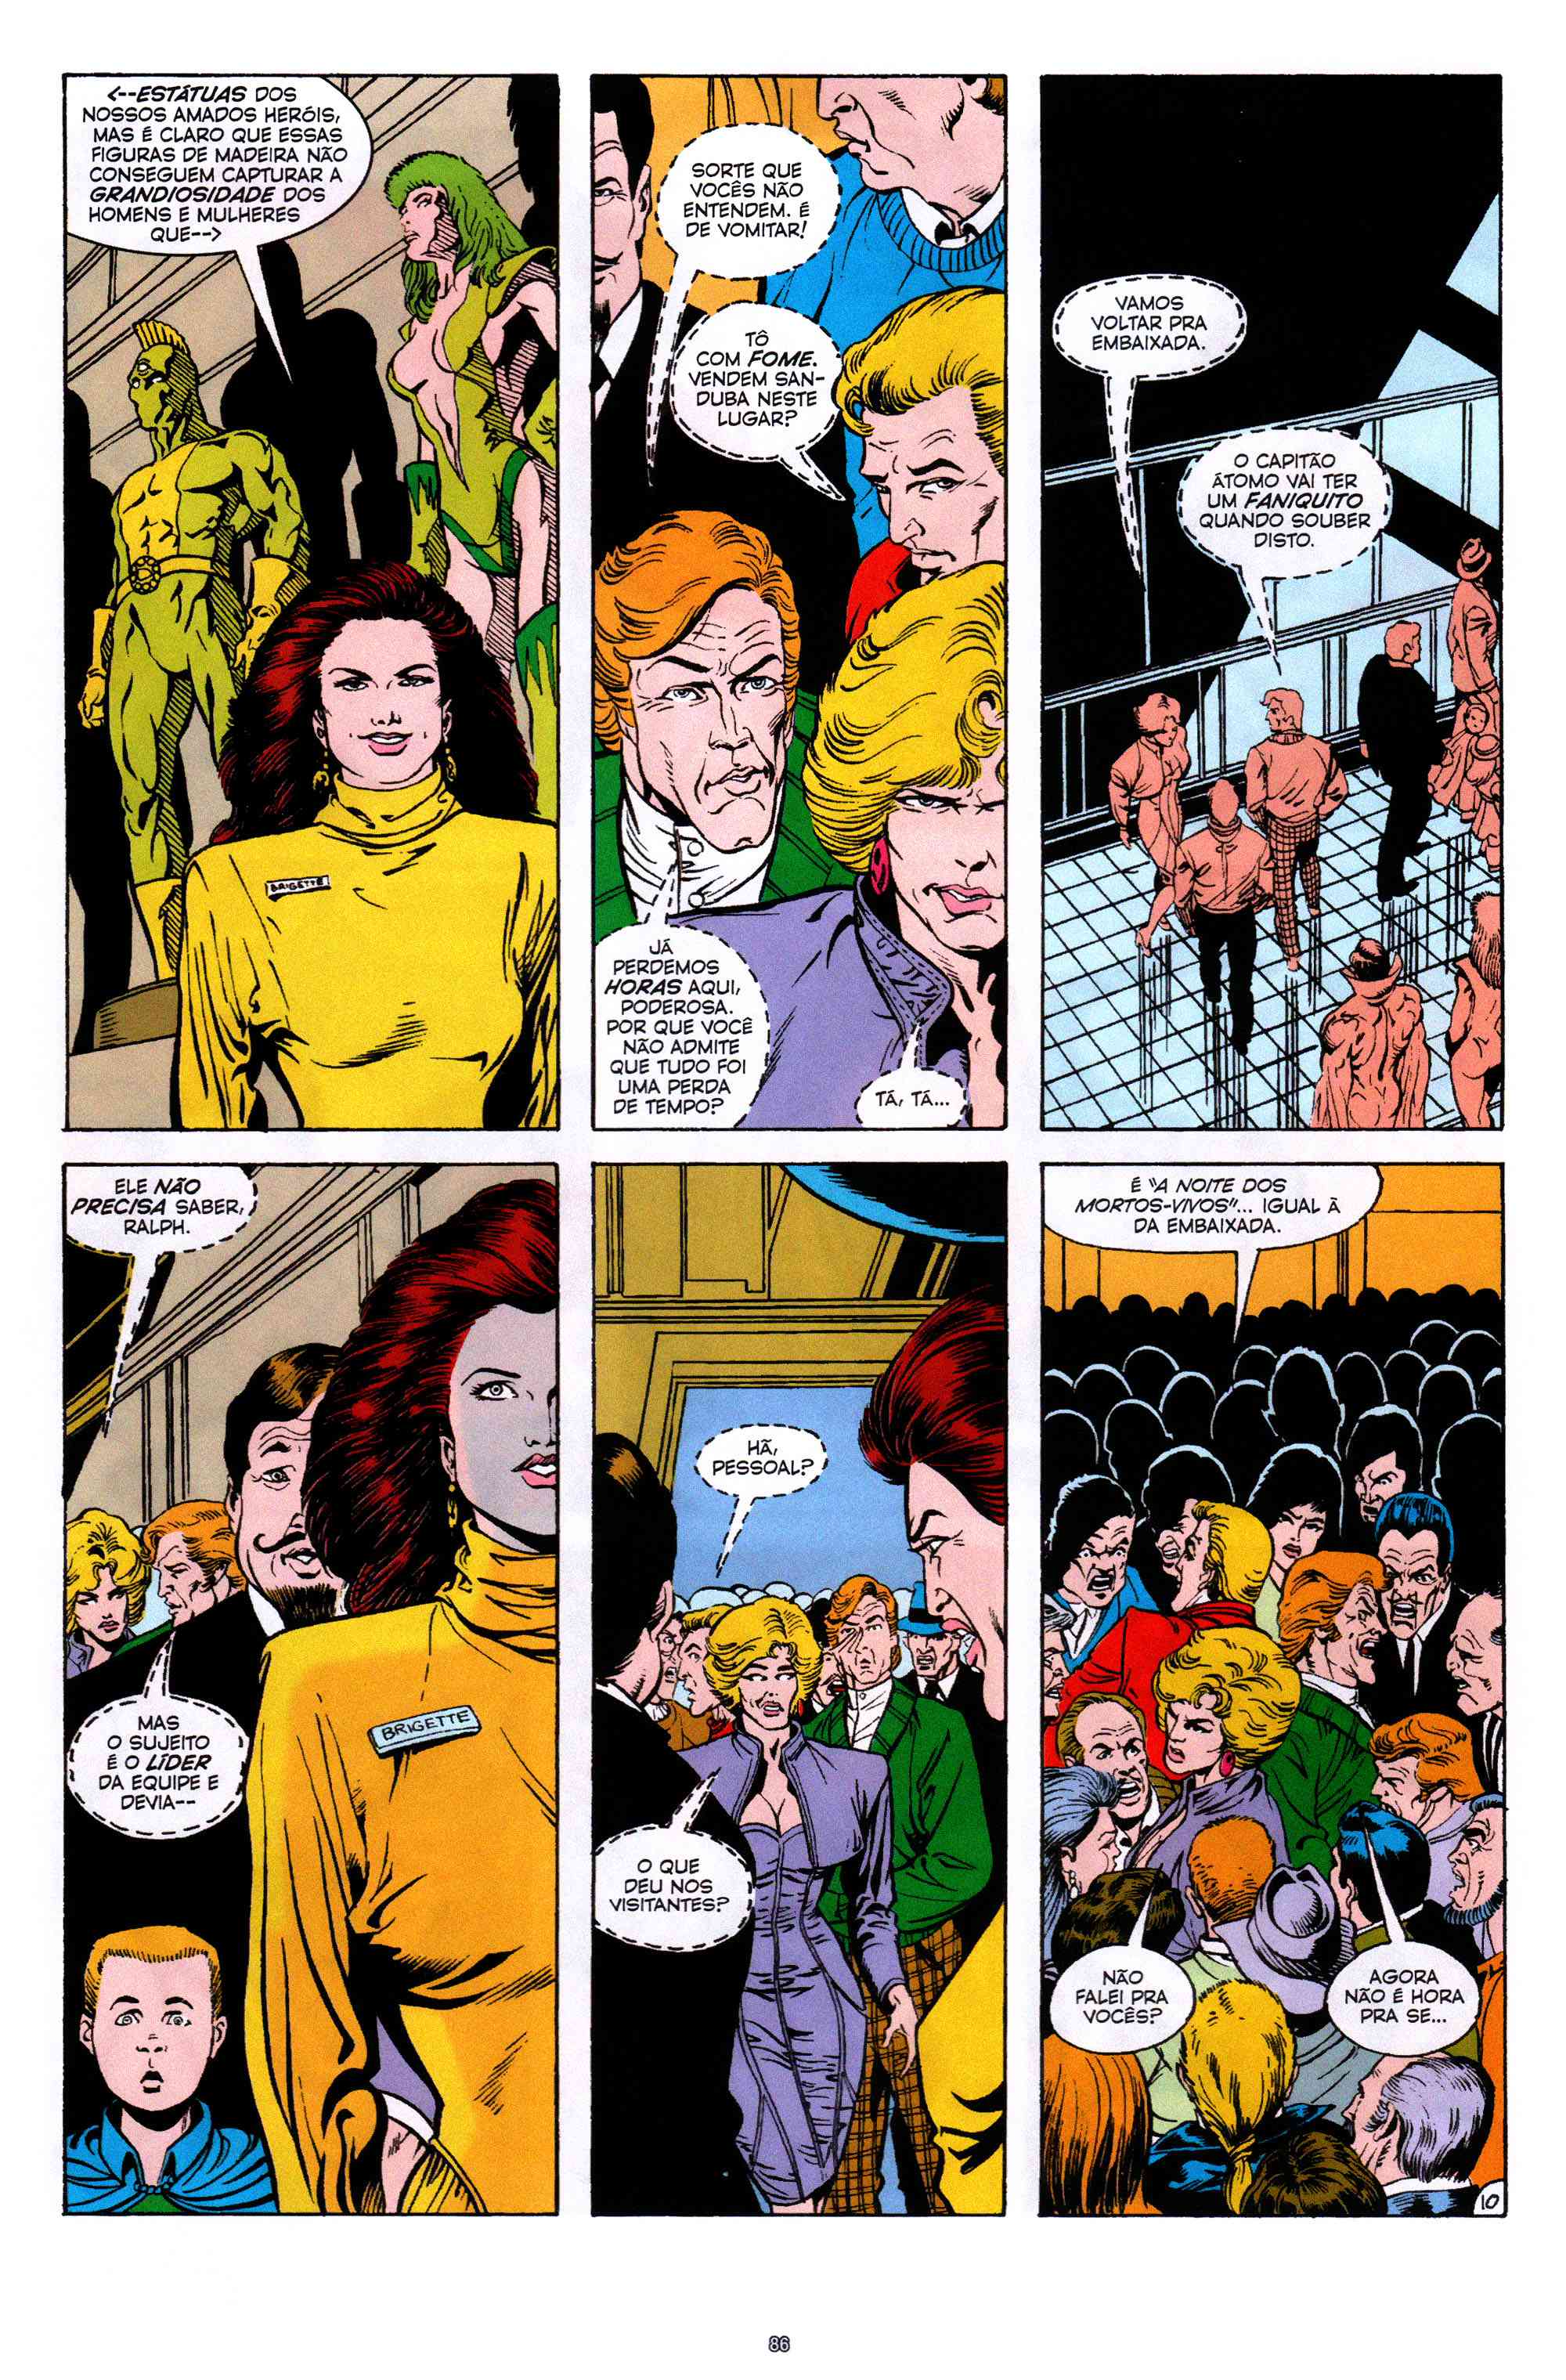 <--ESTÁTUAS DOS
NOSSOS AMADOS HERÓIS,
MAS É CLARO QUE ESSAS
FIGURAS DE MADEIRA NÃO
CONSEGUEM CAPTURAR A
GRANDIOSIDADE DOS
HOMENS E MULHERES
QUE-->
BRIGETTE
SORTE QUE
VOCÊS NÃO
ENTENDEM. É
DE VOMITAR!
TÔ
COM FOME.
VENDEM SAN-
DUBA NESTE
LUGAR?
JÁ
PERDEMOS
HORAS AQUI,
PODEROSA.
POR QUE VOCÊ
NÃO ADMITE
QUE TUDO FOI
UMA PERDA
DE TEMPO?
TÁ, TÁ...
VAMOS
VOLTAR PRA
EMBAIXADA.
O CAPITÃO
ÁTOMO VAI TER
UM FANIQUITO
QUANDO SOUBER
DISTO.
ELE NÃO
PRECISA SABER,
RALPH.
BRIGETTE
MAS
O SUJEITO
É O LÍDER
DA EQUIPE E
DEVIA--
HÃ,
PESSOAL?
O QUE
DEU NOS
VISITANTES?
É "A NOITE DOS
MORTOS-VIVOS"... IGUAL À
DA EMBAIXADA.
NÃO
FALEI PRA
VOCÊS?
AGORA
NÃO É HORA
PRA SE...
10
86